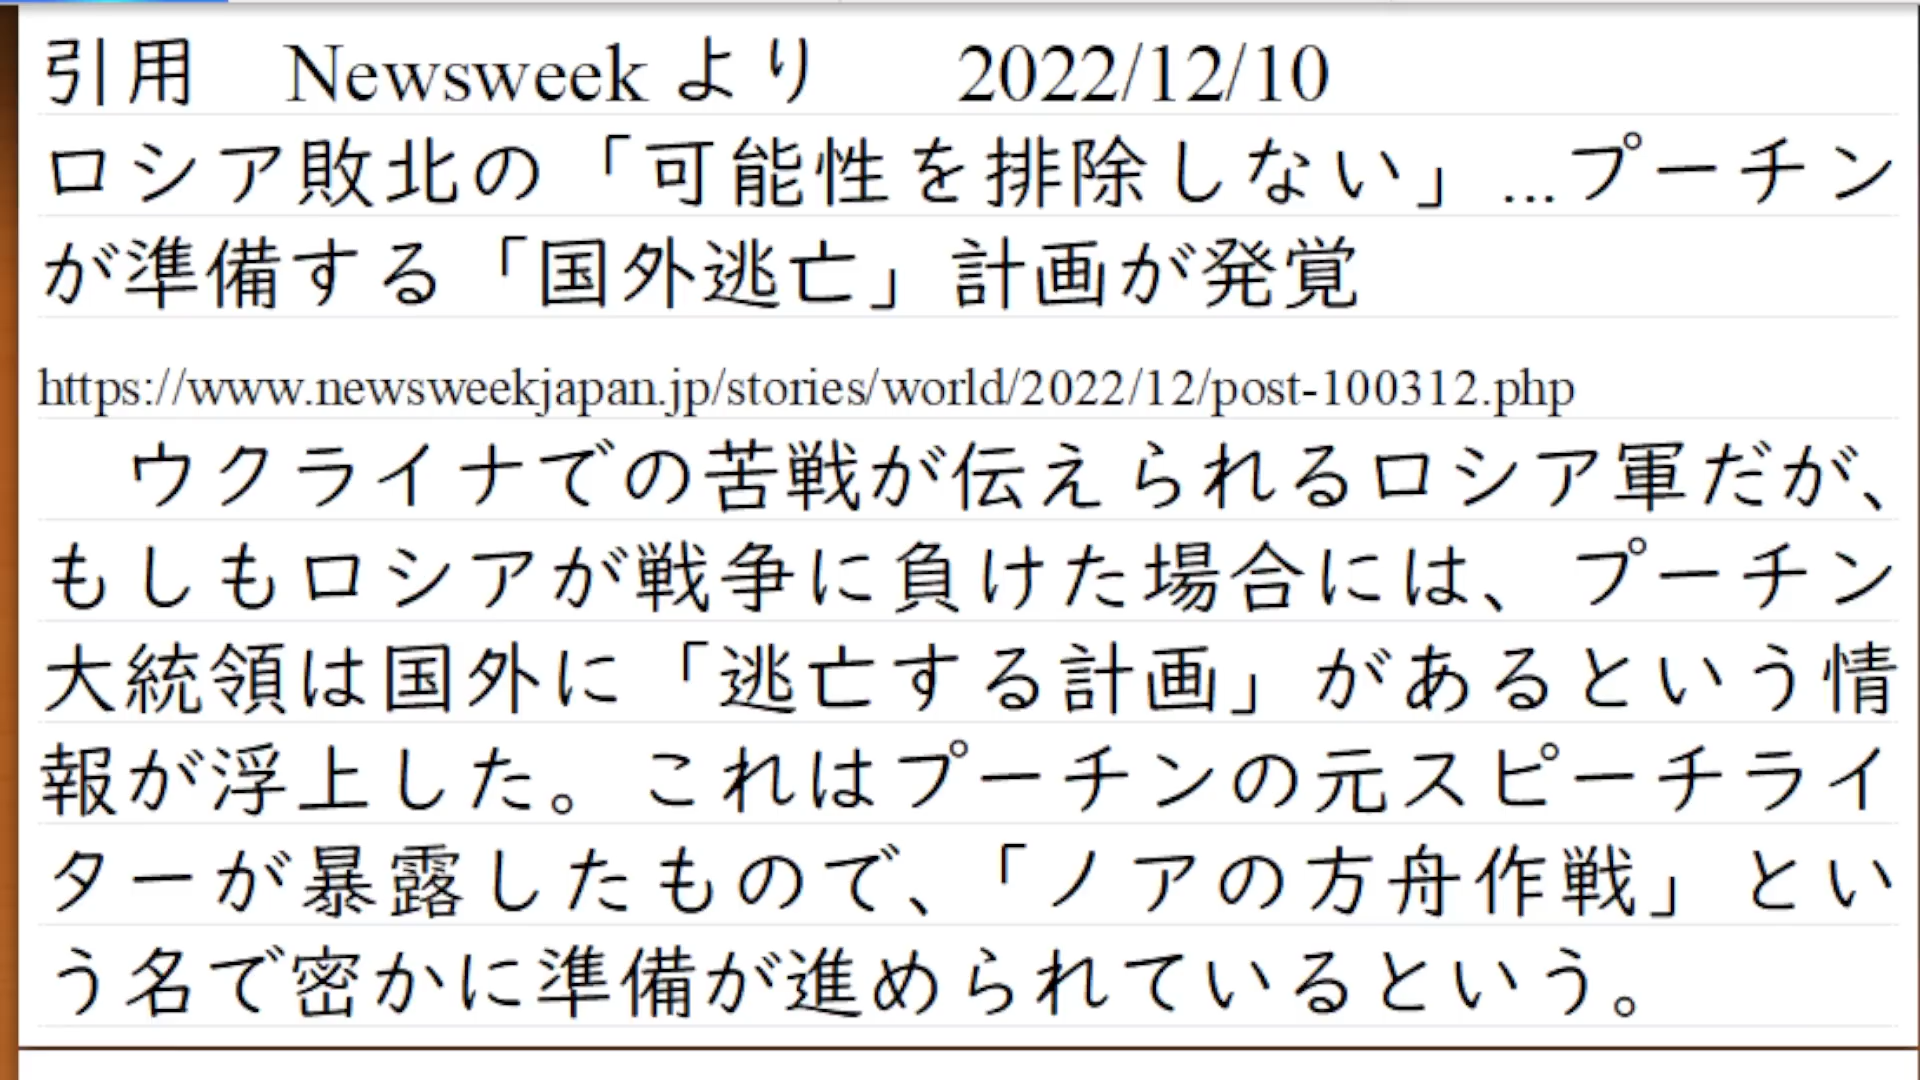 引用　Newsweekより　2022/12/10
ロシア敗北の「可能性を排除しない」...プーチン
が準備する「国外逃亡」計画が発覚
https://www.newsweekjapan.jp/stories/world/2022/12/post-100312.php
ウクライナでの苦戦が伝えられるロシア軍だが、
もしもロシアが戦争に負けた場合には、プーチン
大統領は国外に「逃亡する計画」があるという情
報が浮上した。これはプーチンの元スピーチライ
ターが暴露したもので、「ノアの方舟作戦」とい
う名で密かに準備が進められているという。